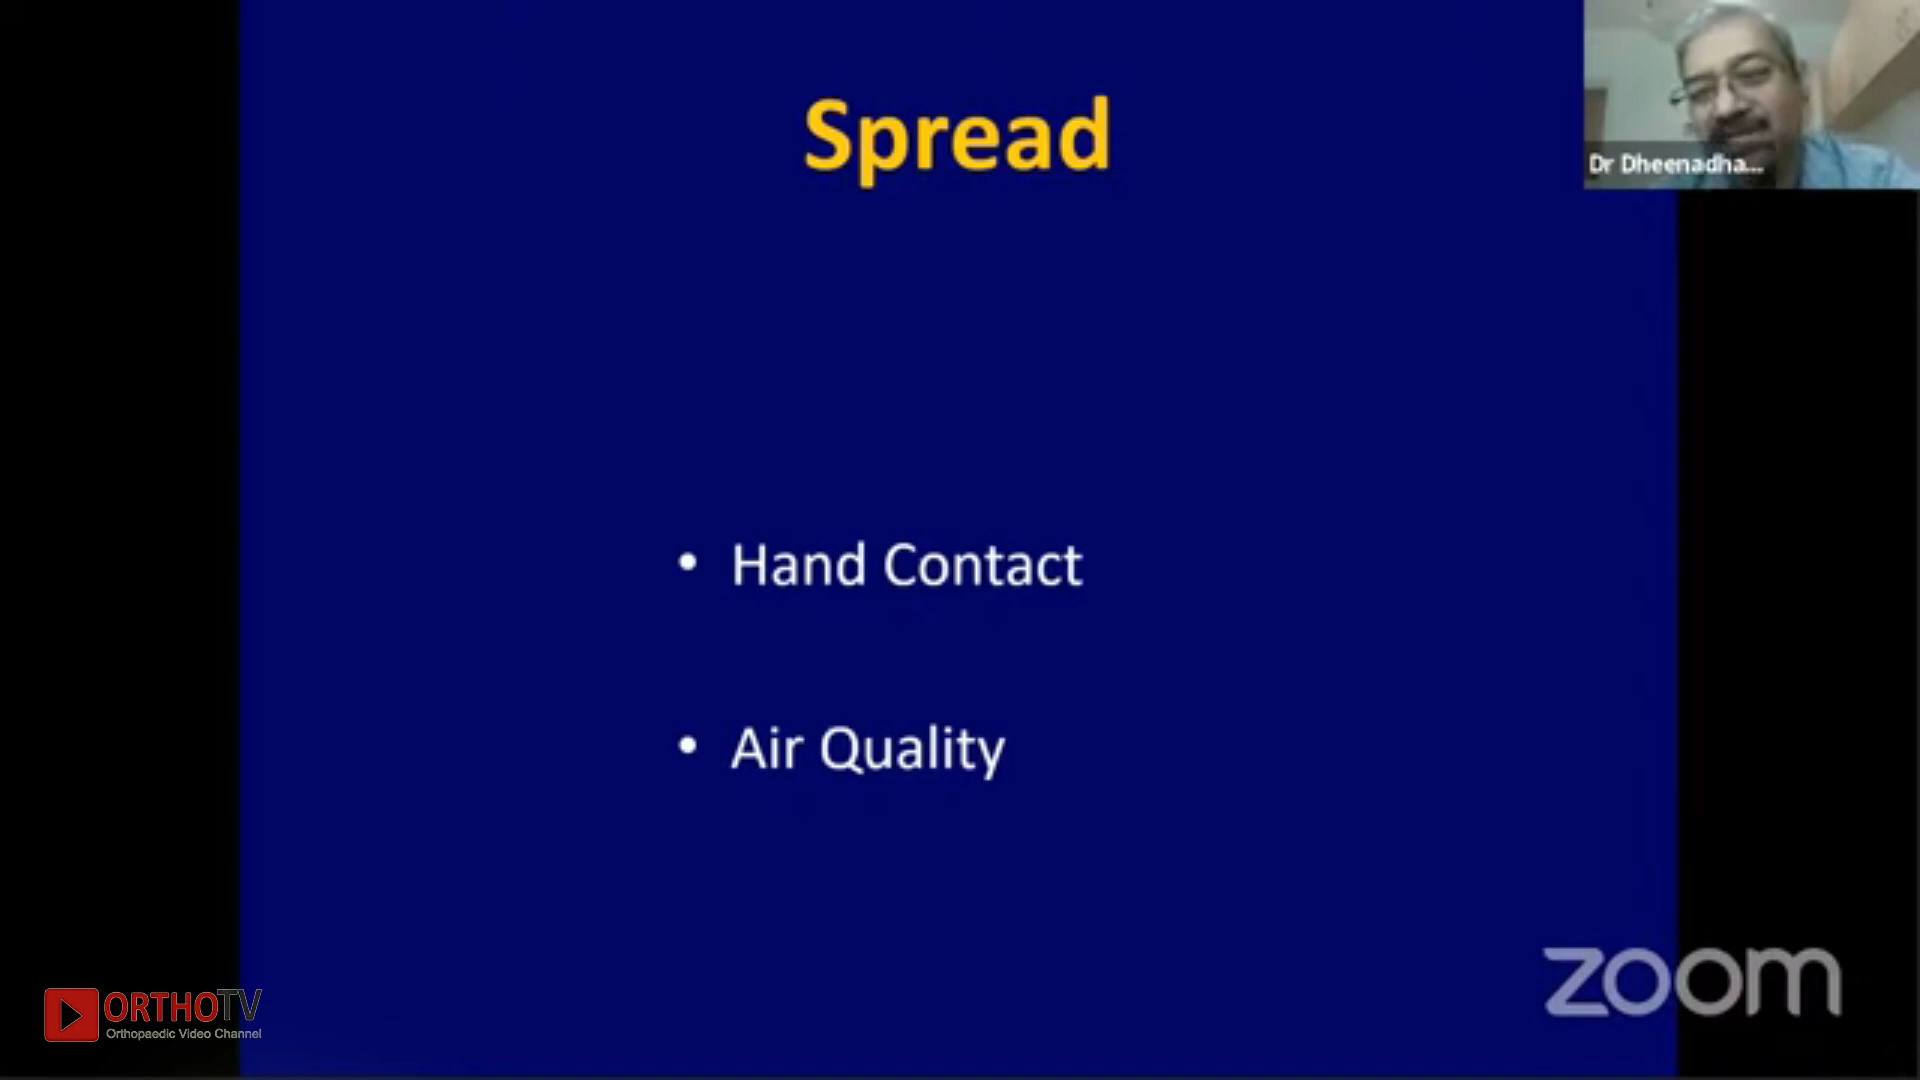 Spread
Dr Dheenadha...
• Hand Contact
• Air Quality
zoom
ORTHOTV
Orthopaedic Video Channel